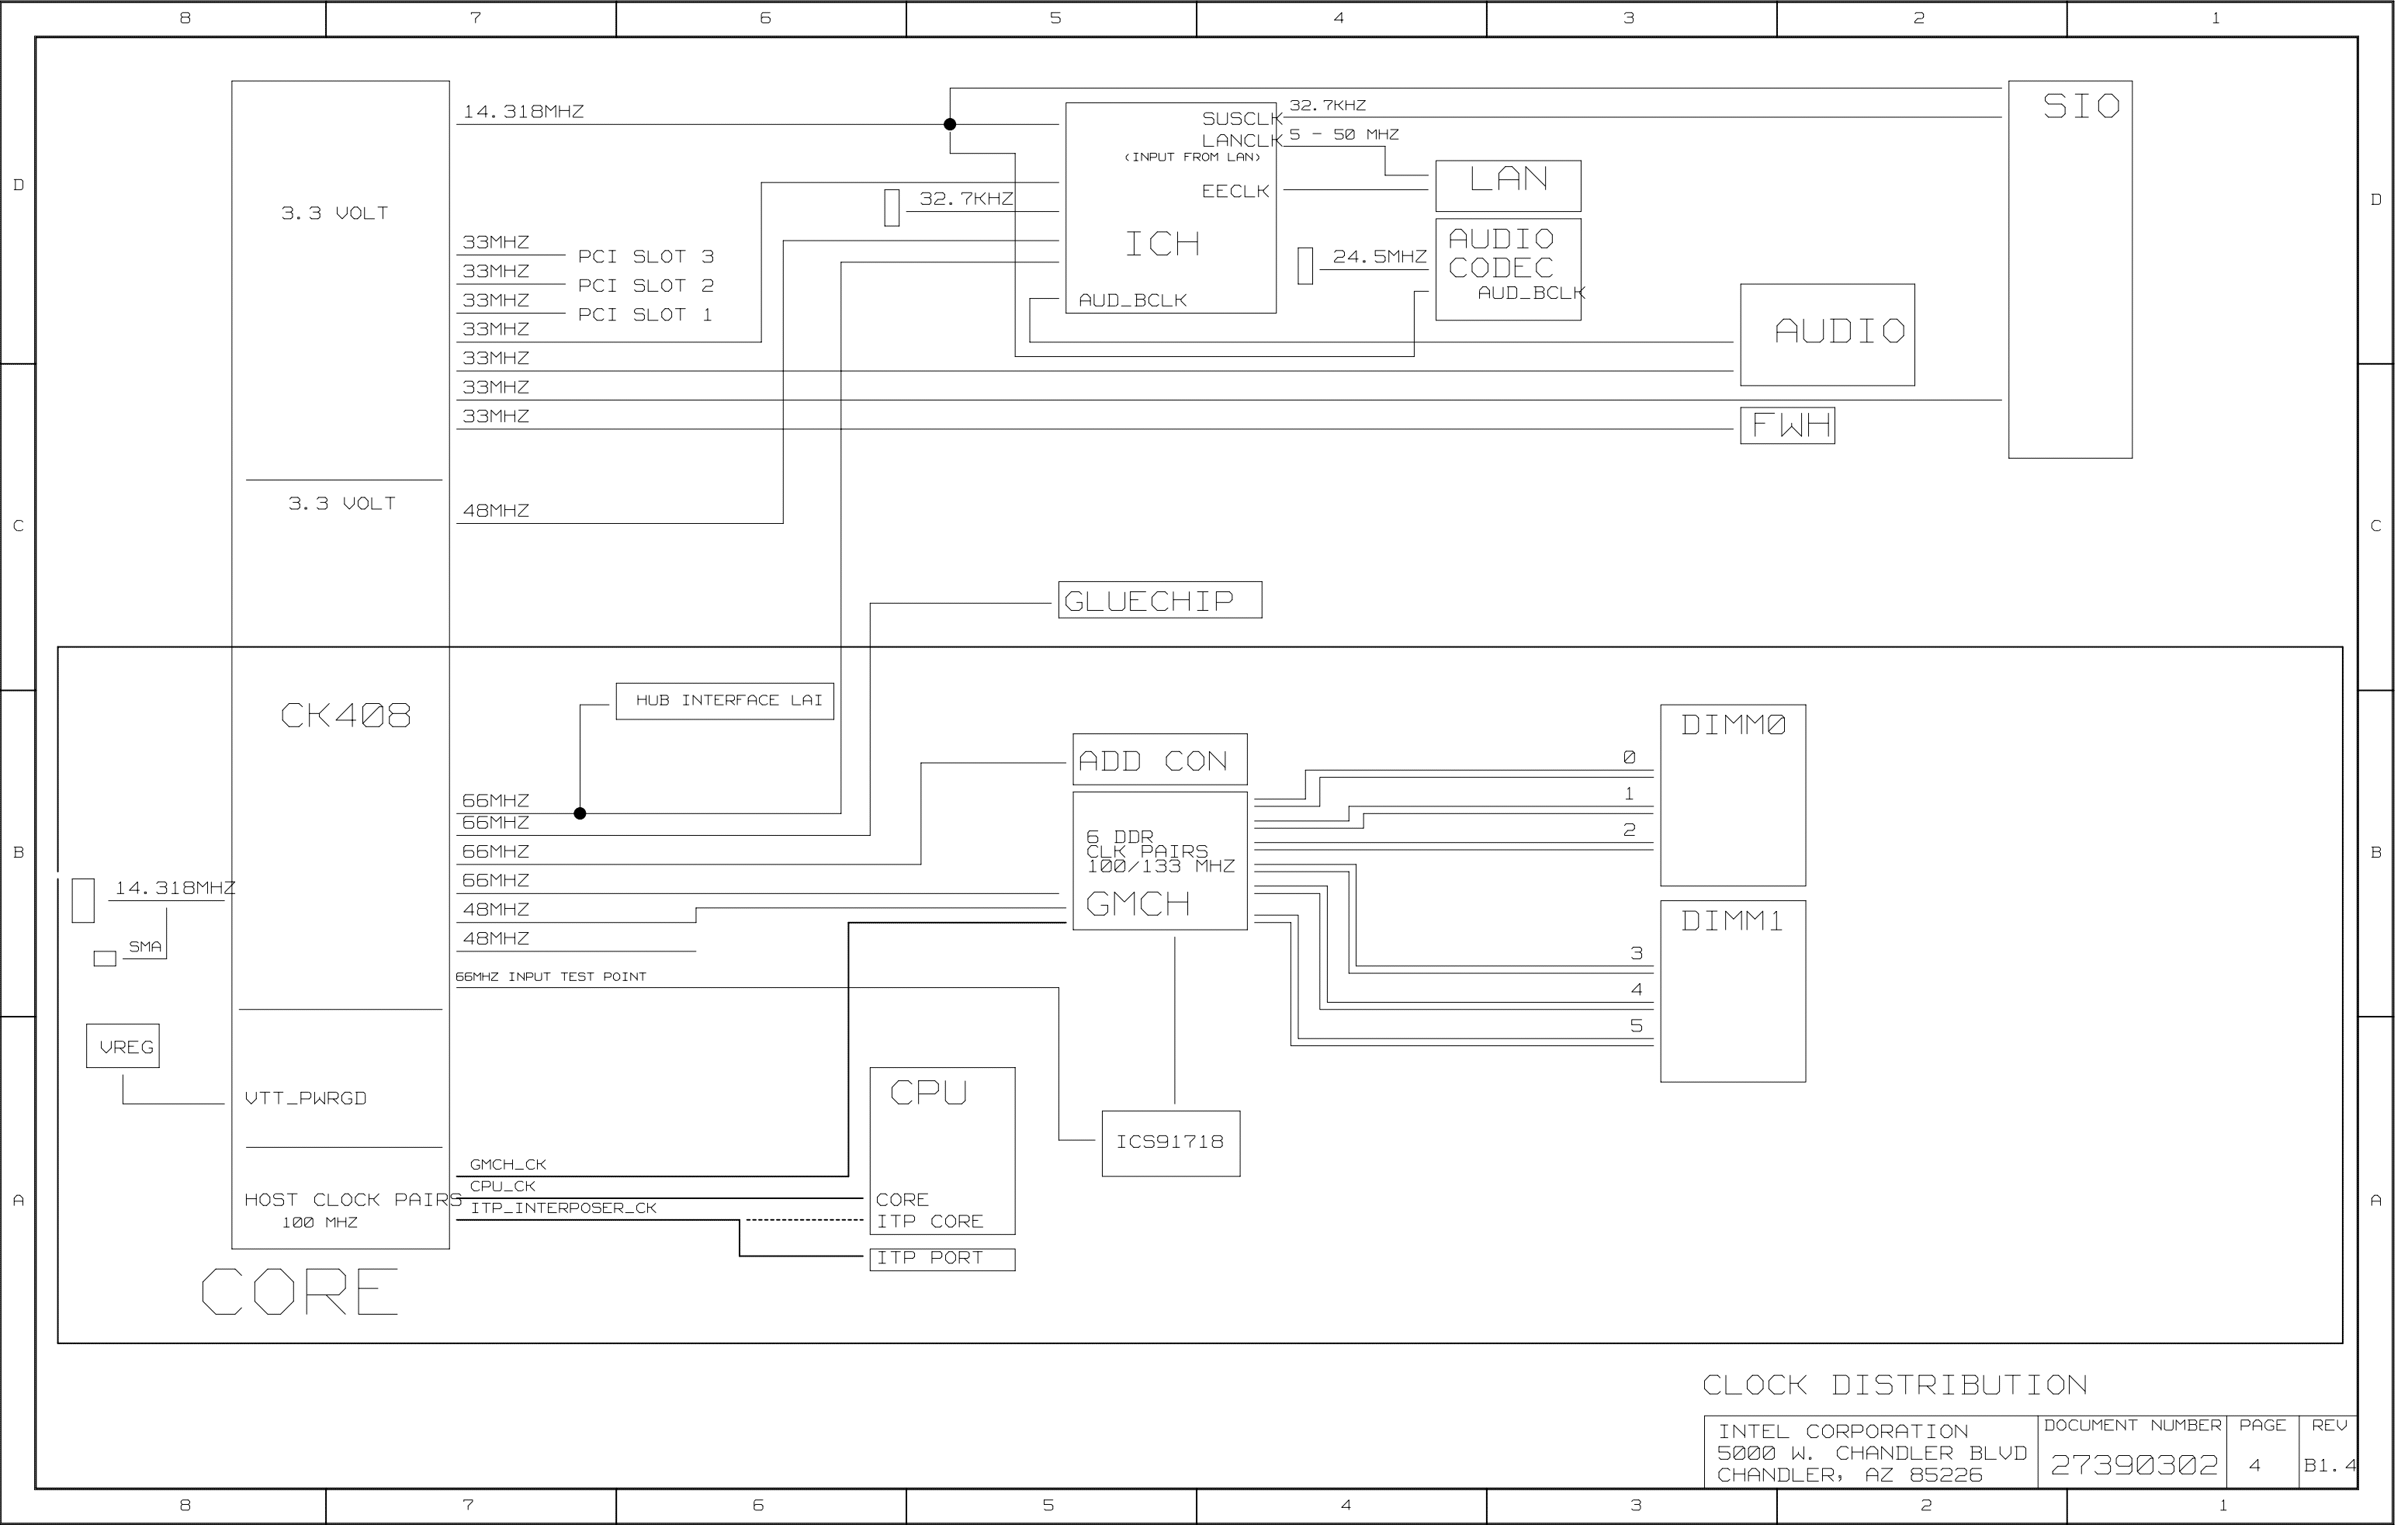 8 7 6 5 4 3 2 1
14.318MHZ
32.7KHZ
SIO
SUSCLK
LANCLK
5 - 50 MHZ
(INPUT FROM LAN)
LAN
D
D
EECLK
32.7KHZ
3.3 VOLT
ICH
AUDIO
CODEC
24.5MHZ
AUD_BCLK
AUD_BCLK
33MHZ
PCI SLOT 3
33MHZ
PCI SLOT 2
33MHZ
PCI SLOT 1
33MHZ
AUDIO
33MHZ
33MHZ
33MHZ
FWH
3.3 VOLT
48MHZ
C
C
GLUECHIP
HUB INTERFACE LAI
CK408
DIMM0
ADD CON
0
66MHZ
1
66MHZ
2
6 DDR
CLK PAIRS
100/133 MHZ
66MHZ
B
B
66MHZ
14.318MHZ
GMCH
48MHZ
DIMM1
SMA
48MHZ
3
66MHZ INPUT TEST POINT
4
5
VREG
VTT_PWRGD
CPU
ICS91718
GMCH_CK
CPU_CK
HOST CLOCK PAIRS
CORE
A
A
ITP_INTERPOSER_CK
100 MHZ
ITP CORE
ITP PORT
CORE
CLOCK DISTRIBUTION
INTEL CORPORATION
5000 W. CHANDLER BLVD
CHANDLER, AZ 85226
DOCUMENT NUMBER
27390302
PAGE
4
REV
B1.4
8 7 6 5 4 3 2 1